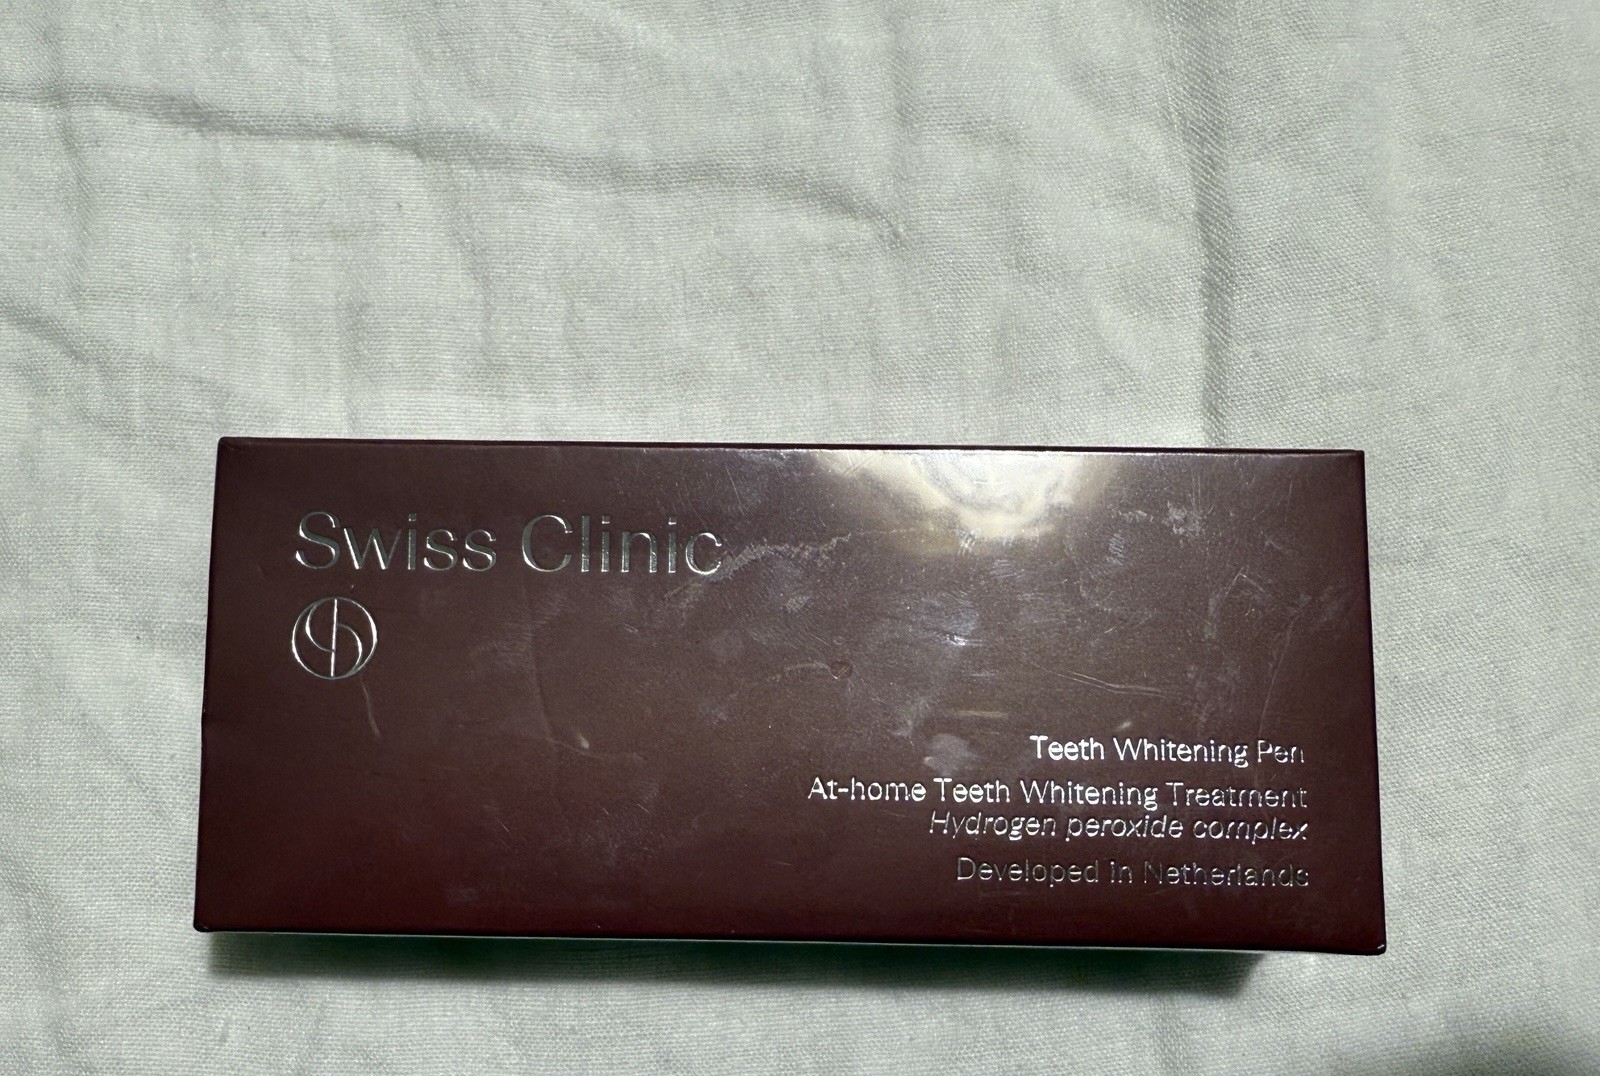 Swiss Clinic
Teeth Whitening Pen
At-home Teeth Whitening Treatment
Hydrogen peroxide complex
Developed in Netherlands